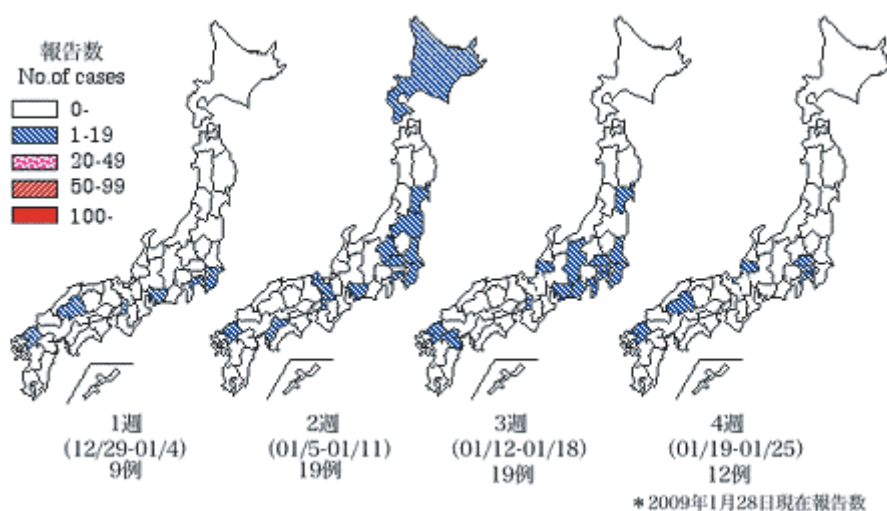 報告数
No.of cases
0-
1-19
20-49
50-99
100-
1週
(12/29-01/4)
9例
2週
(01/5-01/11)
19例
3週
(01/12-01/18)
19例
4週
(01/19-01/25)
12例
*2009年1月28日現在報告数